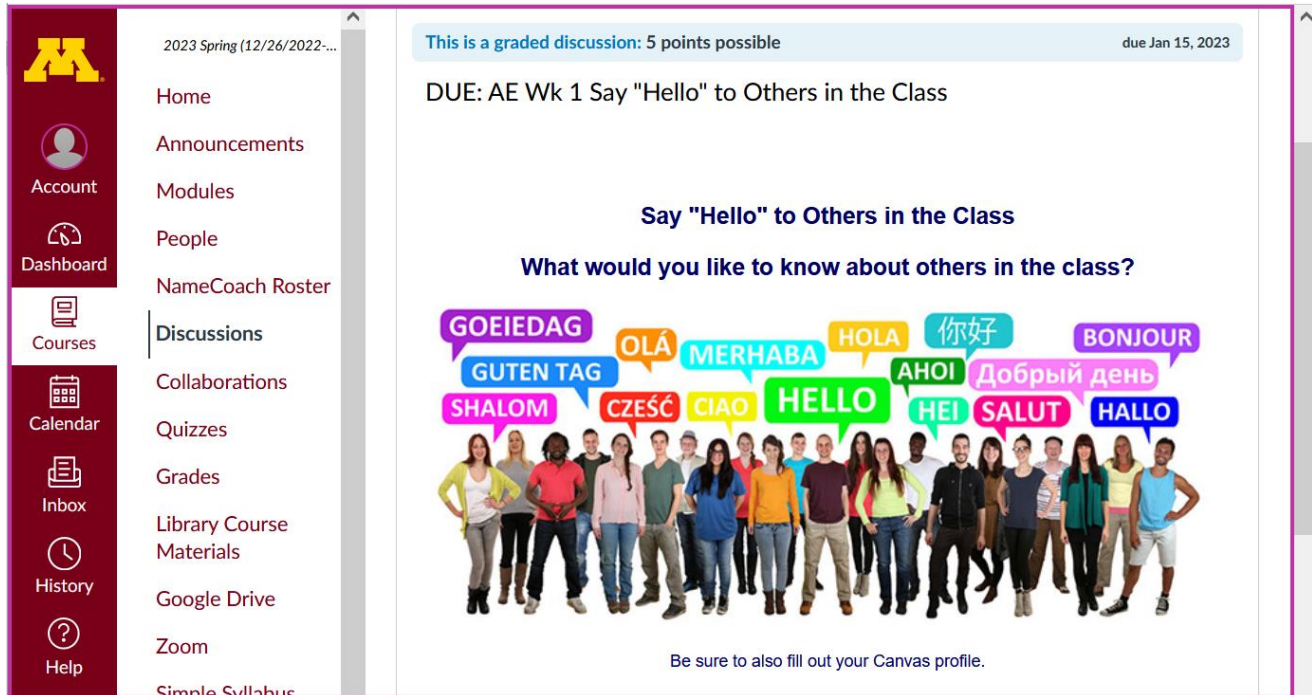 M
Account
Dashboard
Courses
Calendar
Inbox
History
Help
2023 Spring (12/26/2022-...
Home
Announcements
Modules
People
NameCoach Roster
Discussions
Collaborations
Quizzes
Grades
Library Course
Materials
Google Drive
Zoom
Simple Syllabus
This is a graded discussion: 5 points possible
due Jan 15, 2023
DUE: AE Wk 1 Say "Hello" to Others in the Class
Say "Hello" to Others in the Class
What would you like to know about others in the class?
GOEIEDAG
OLÁ
MERHABA
HOLA
你好
BONJOUR
GUTEN TAG
AHOI
Добрый день
SHALOM
CZEŚĆ
CIAO
HELLO
HEI
SALUT
HALLO
Be sure to also fill out your Canvas profile.